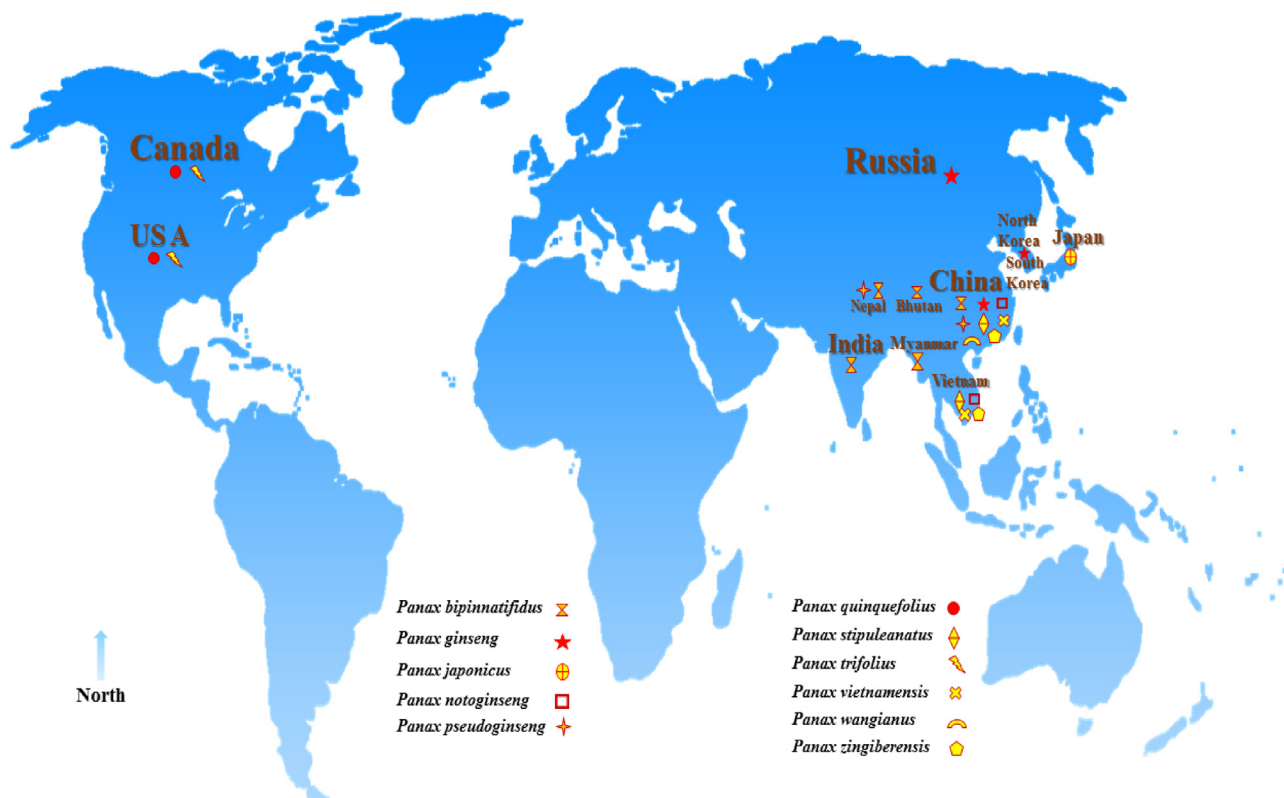 Canada
USA
Russia
North
Korea
South
Korea
Japan
China
Nepal
Bhutan
India
Myanmar
Vietnam
North
Panax bipinnatifidus
Panax ginseng
Panax japonicus
Panax notoginseng
Panax pseudoginseng
Panax quinquefolius
Panax stipuleanatus
Panax trifolius
Panax vietnamensis
Panax wangianus
Panax zingiberensis